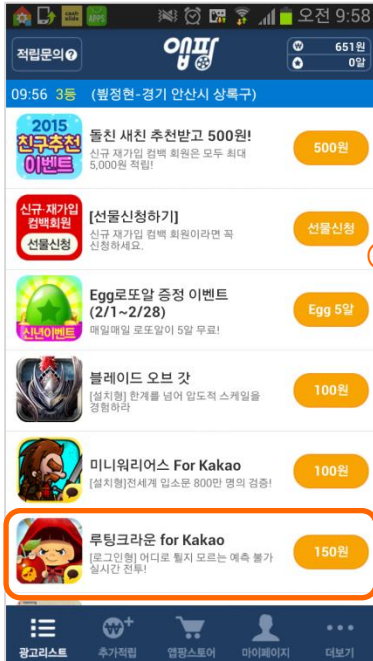 cash slide
APPS
오전 9:58
적립문의?
앱팡
651원
0알
09:56 3등 (뷮정현-경기 안산시 상록구)
2015
친구추천
이벤트
돌친 새친 추천받고 500원!
신규 재가입 컴백 회원은 모두 최대
5,000원 적립!
500원
신규·재가입
컴백회원
선물신청
[선물신청하기]
신규 재가입 컴백 회원이라면 꼭
신청하세요.
선물신청
신년이벤트
Egg로또알 증정 이벤트
(2/1~2/28)
매일매일 로또알이 5알 무료!
Egg 5알
블레이드 오브 갓
[설치형] 한계를 넘어 압도적 스케일을
경험하라
100원
미니워리어스 For Kakao
[설치형]전세계 입소문 800만 명의 검증!
100원
루팅크라운 for Kakao
[로그인형] 어디로 튈지 모르는 예측 불가
실시간 전투!
150원
광고리스트
추가적립
앱팡스토어
마이페이지
더보기